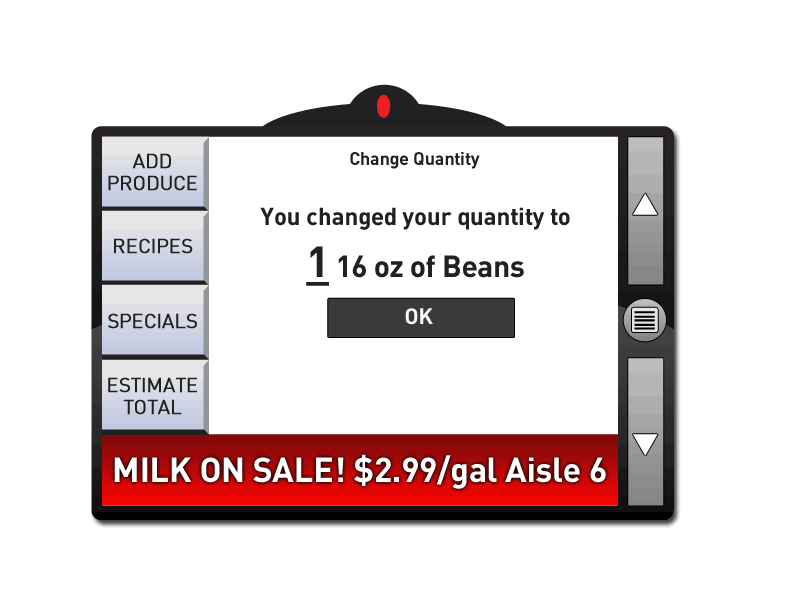 ADD
PRODUCE
RECIPES
SPECIALS
ESTIMATE
TOTAL
Change Quantity
You changed your quantity to
1 16 oz of Beans
OK
MILK ON SALE! $2.99/gal Aisle 6